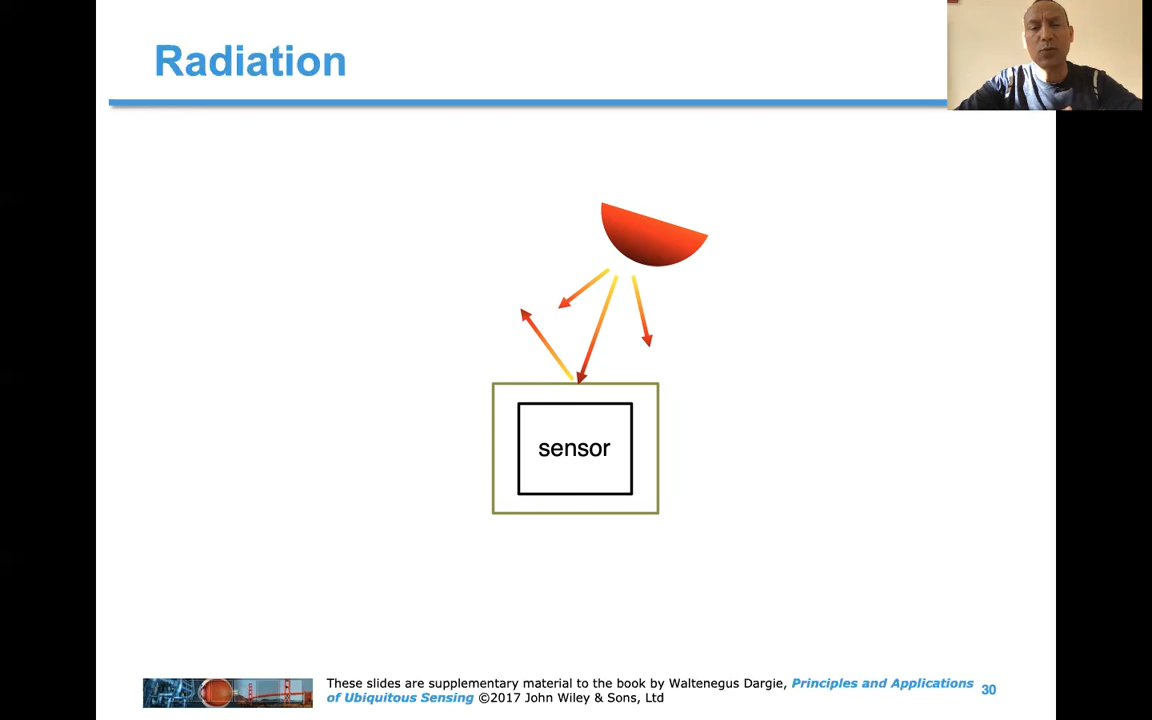 Radiation
sensor
These slides are supplementary material to the book by Waltenegus Dargie, Principles and Applications
of Ubiquitous Sensing ©2017 John Wiley & Sons, Ltd
30